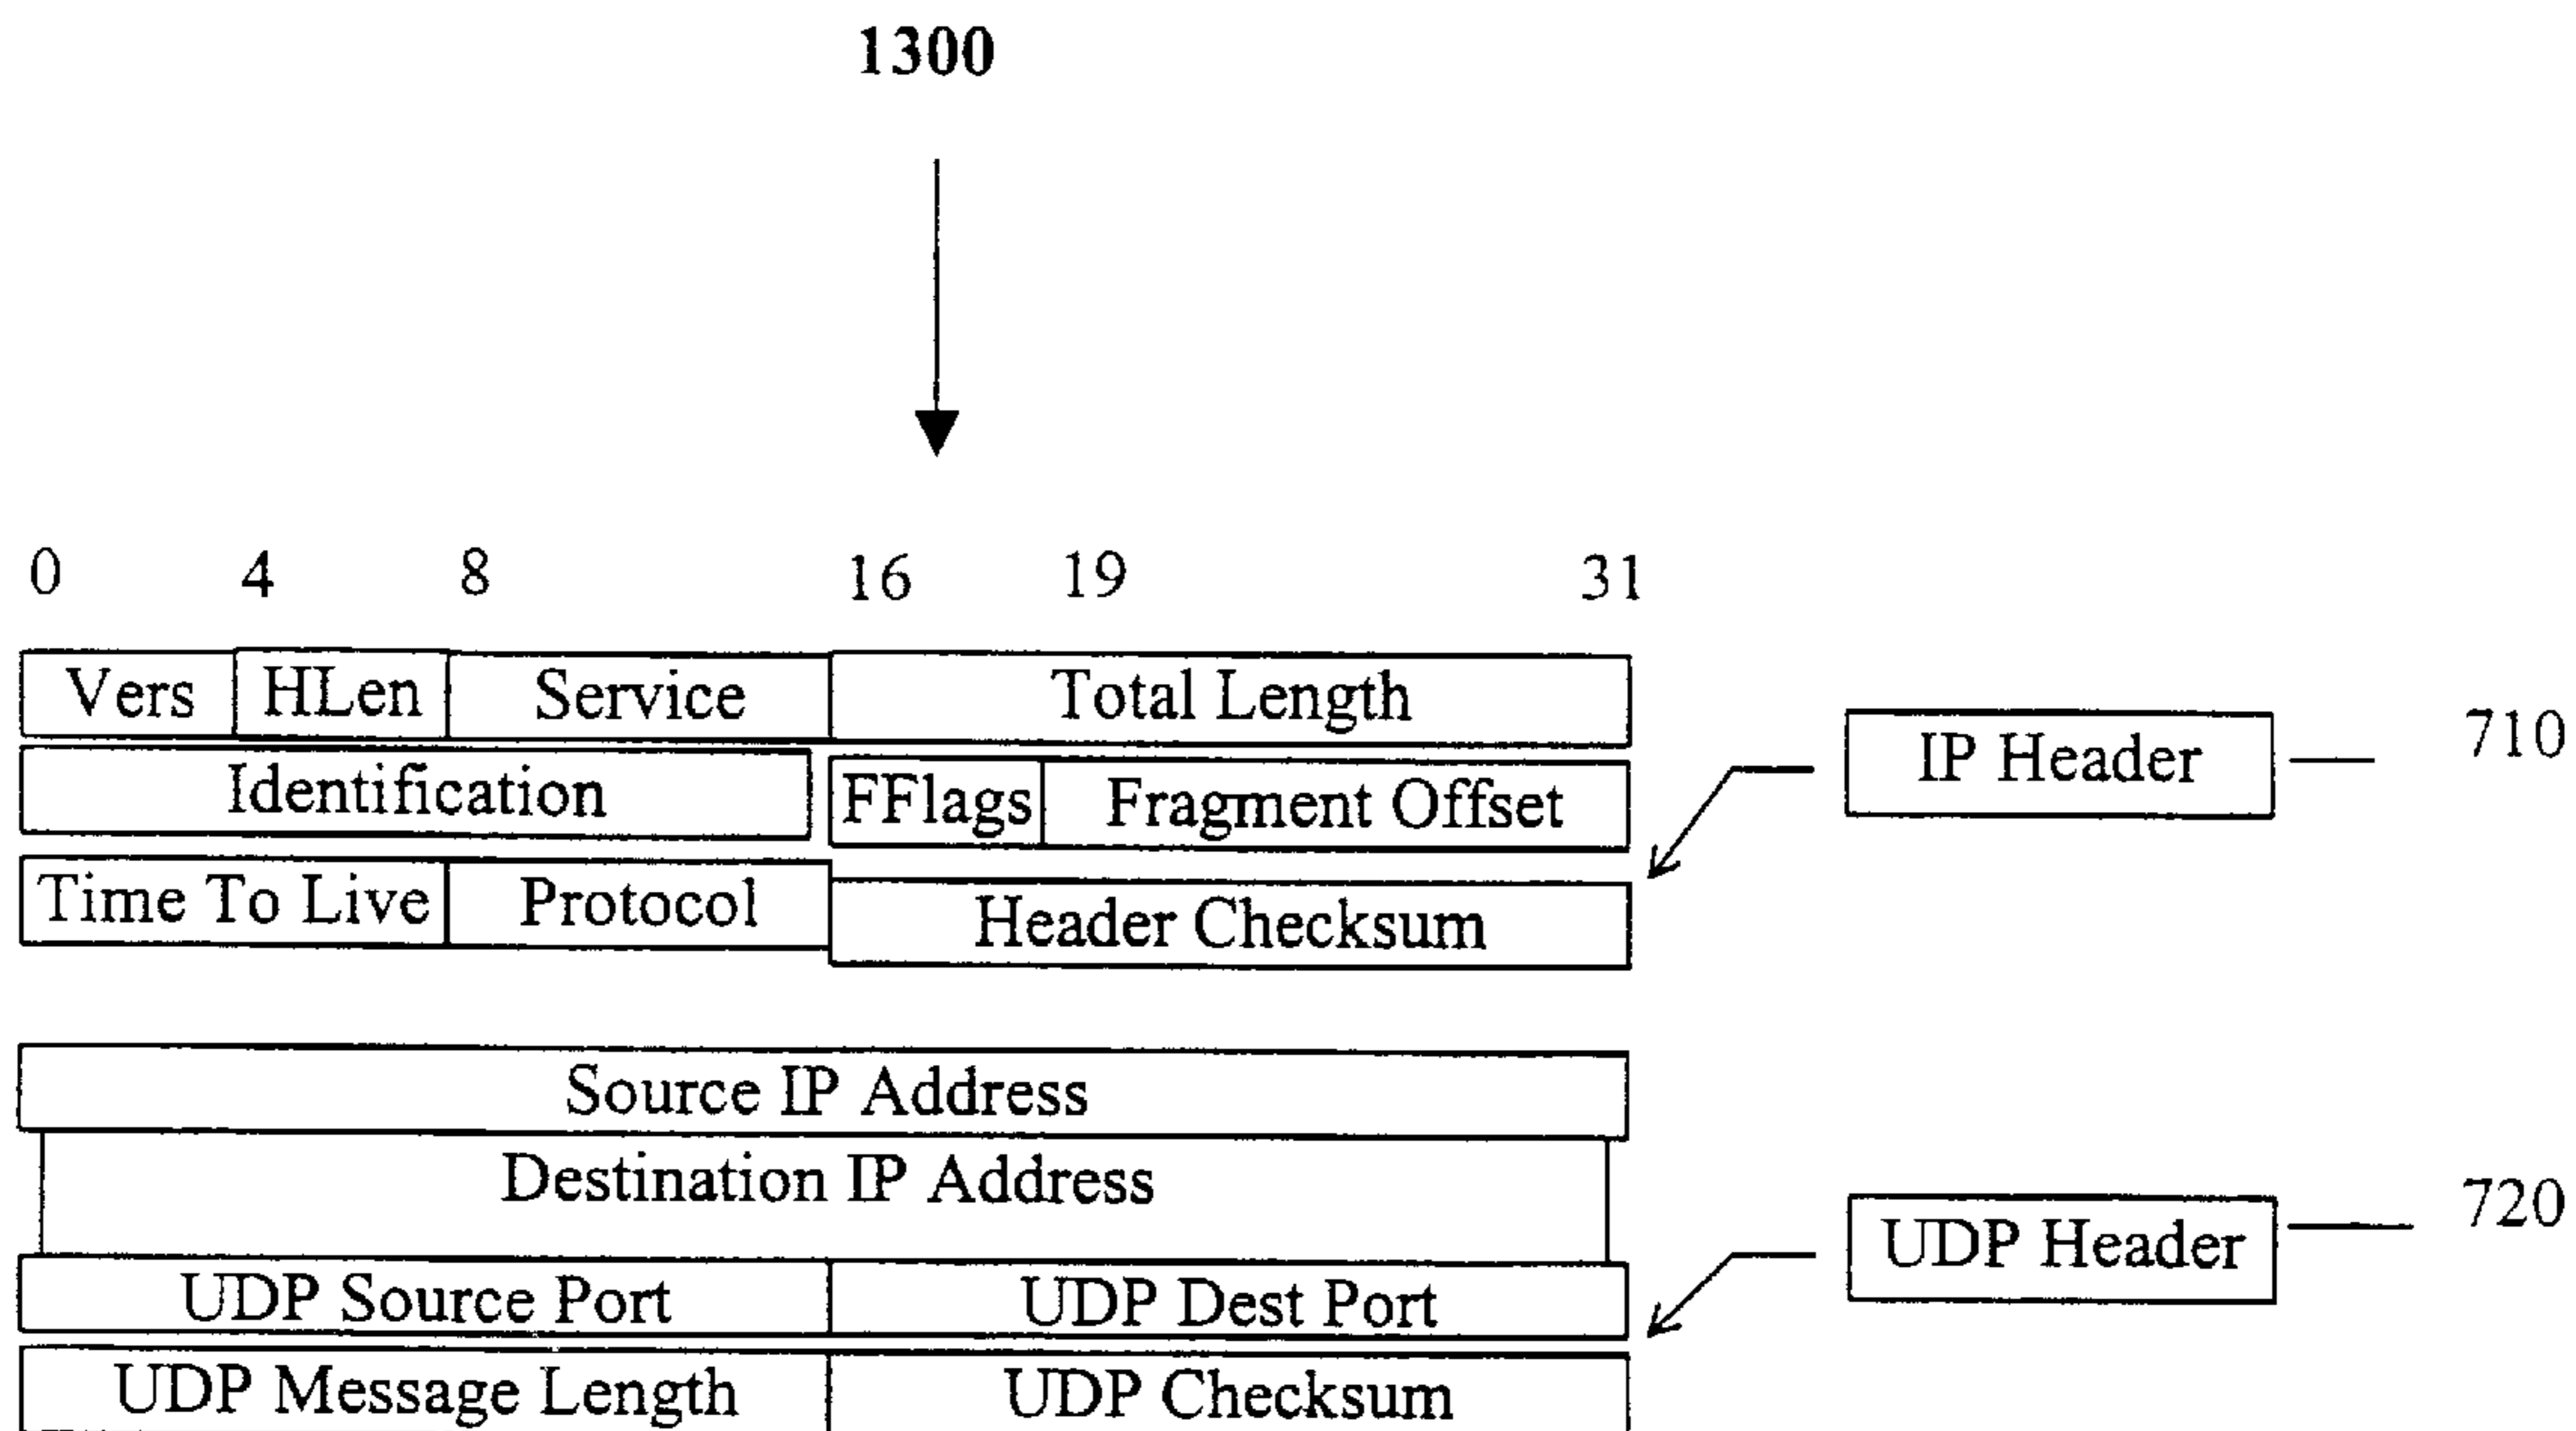 1300
0 4 8 16 19 31
Vers HLen Service Total Length
Identification FFlags Fragment Offset
IP Header 710
Time To Live Protocol Header Checksum
Source IP Address
Destination IP Address
UDP Header 720
UDP Source Port UDP Dest Port
UDP Message Length UDP Checksum